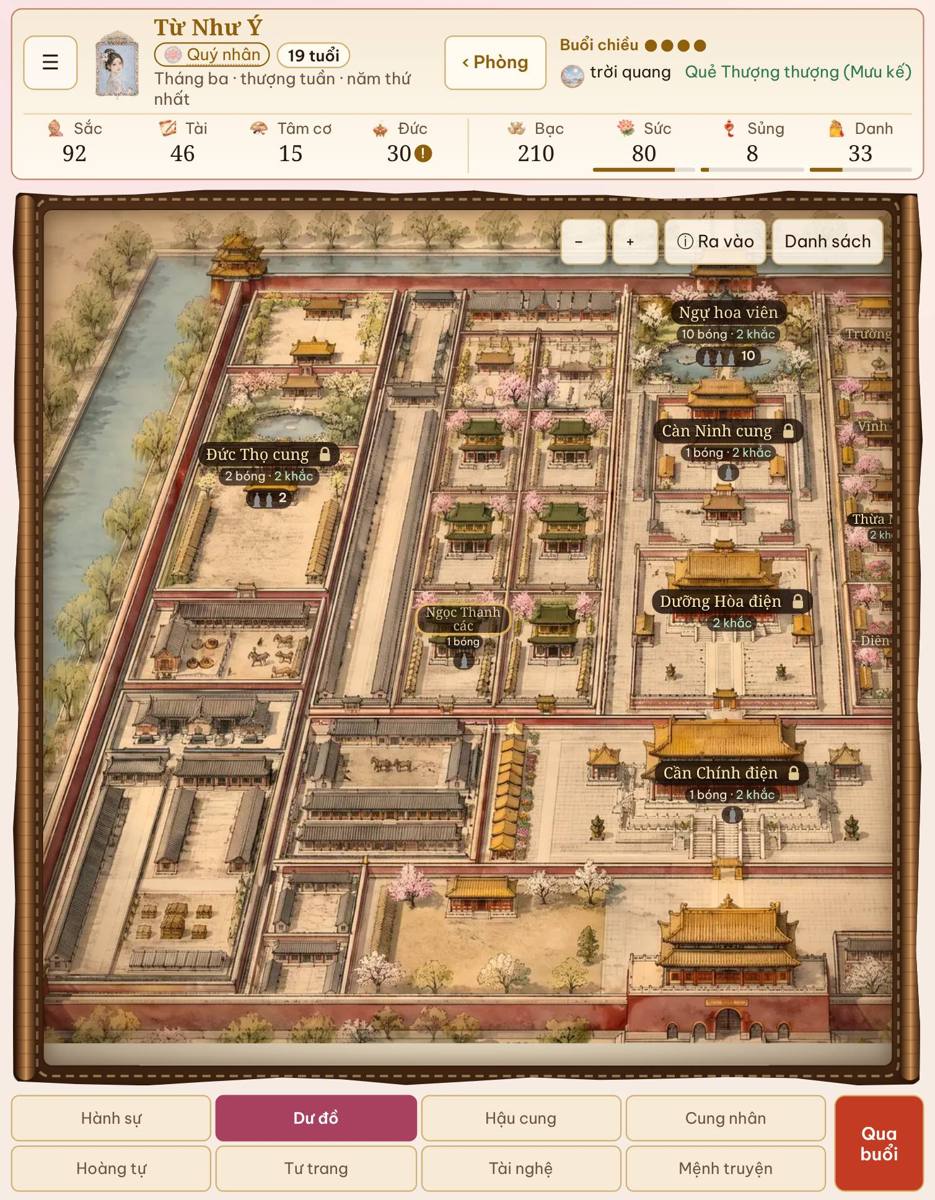 Từ Như Ý
Quý nhân
19 tuổi
Tháng ba · thượng tuần · năm thứ
nhất
‹ Phòng
Buổi chiều
trời quang
Quẻ Thượng thượng (Mưu kế)
Sắc
92
Tài
46
Tâm cơ
15
Đức
30 !
Bạc
210
Sức
80
Sủng
8
Danh
33
− + ⓘ Ra vào Danh sách
Ngự hoa viên
10 bóng · 2 khắc
10
Trường
Càn Ninh cung
1 bóng · 2 khắc
Vĩnh
Đức Thọ cung
2 bóng · 2 khắc
2
Thừa
Dưỡng Hòa điện
2 khắc
Ngọc Thanh
các
1 bóng
Diên
Cần Chính điện
1 bóng · 2 khắc
Hành sự
Dư đồ
Hậu cung
Cung nhân
Qua
buổi
Hoàng tự
Tư trang
Tài nghệ
Mệnh truyện